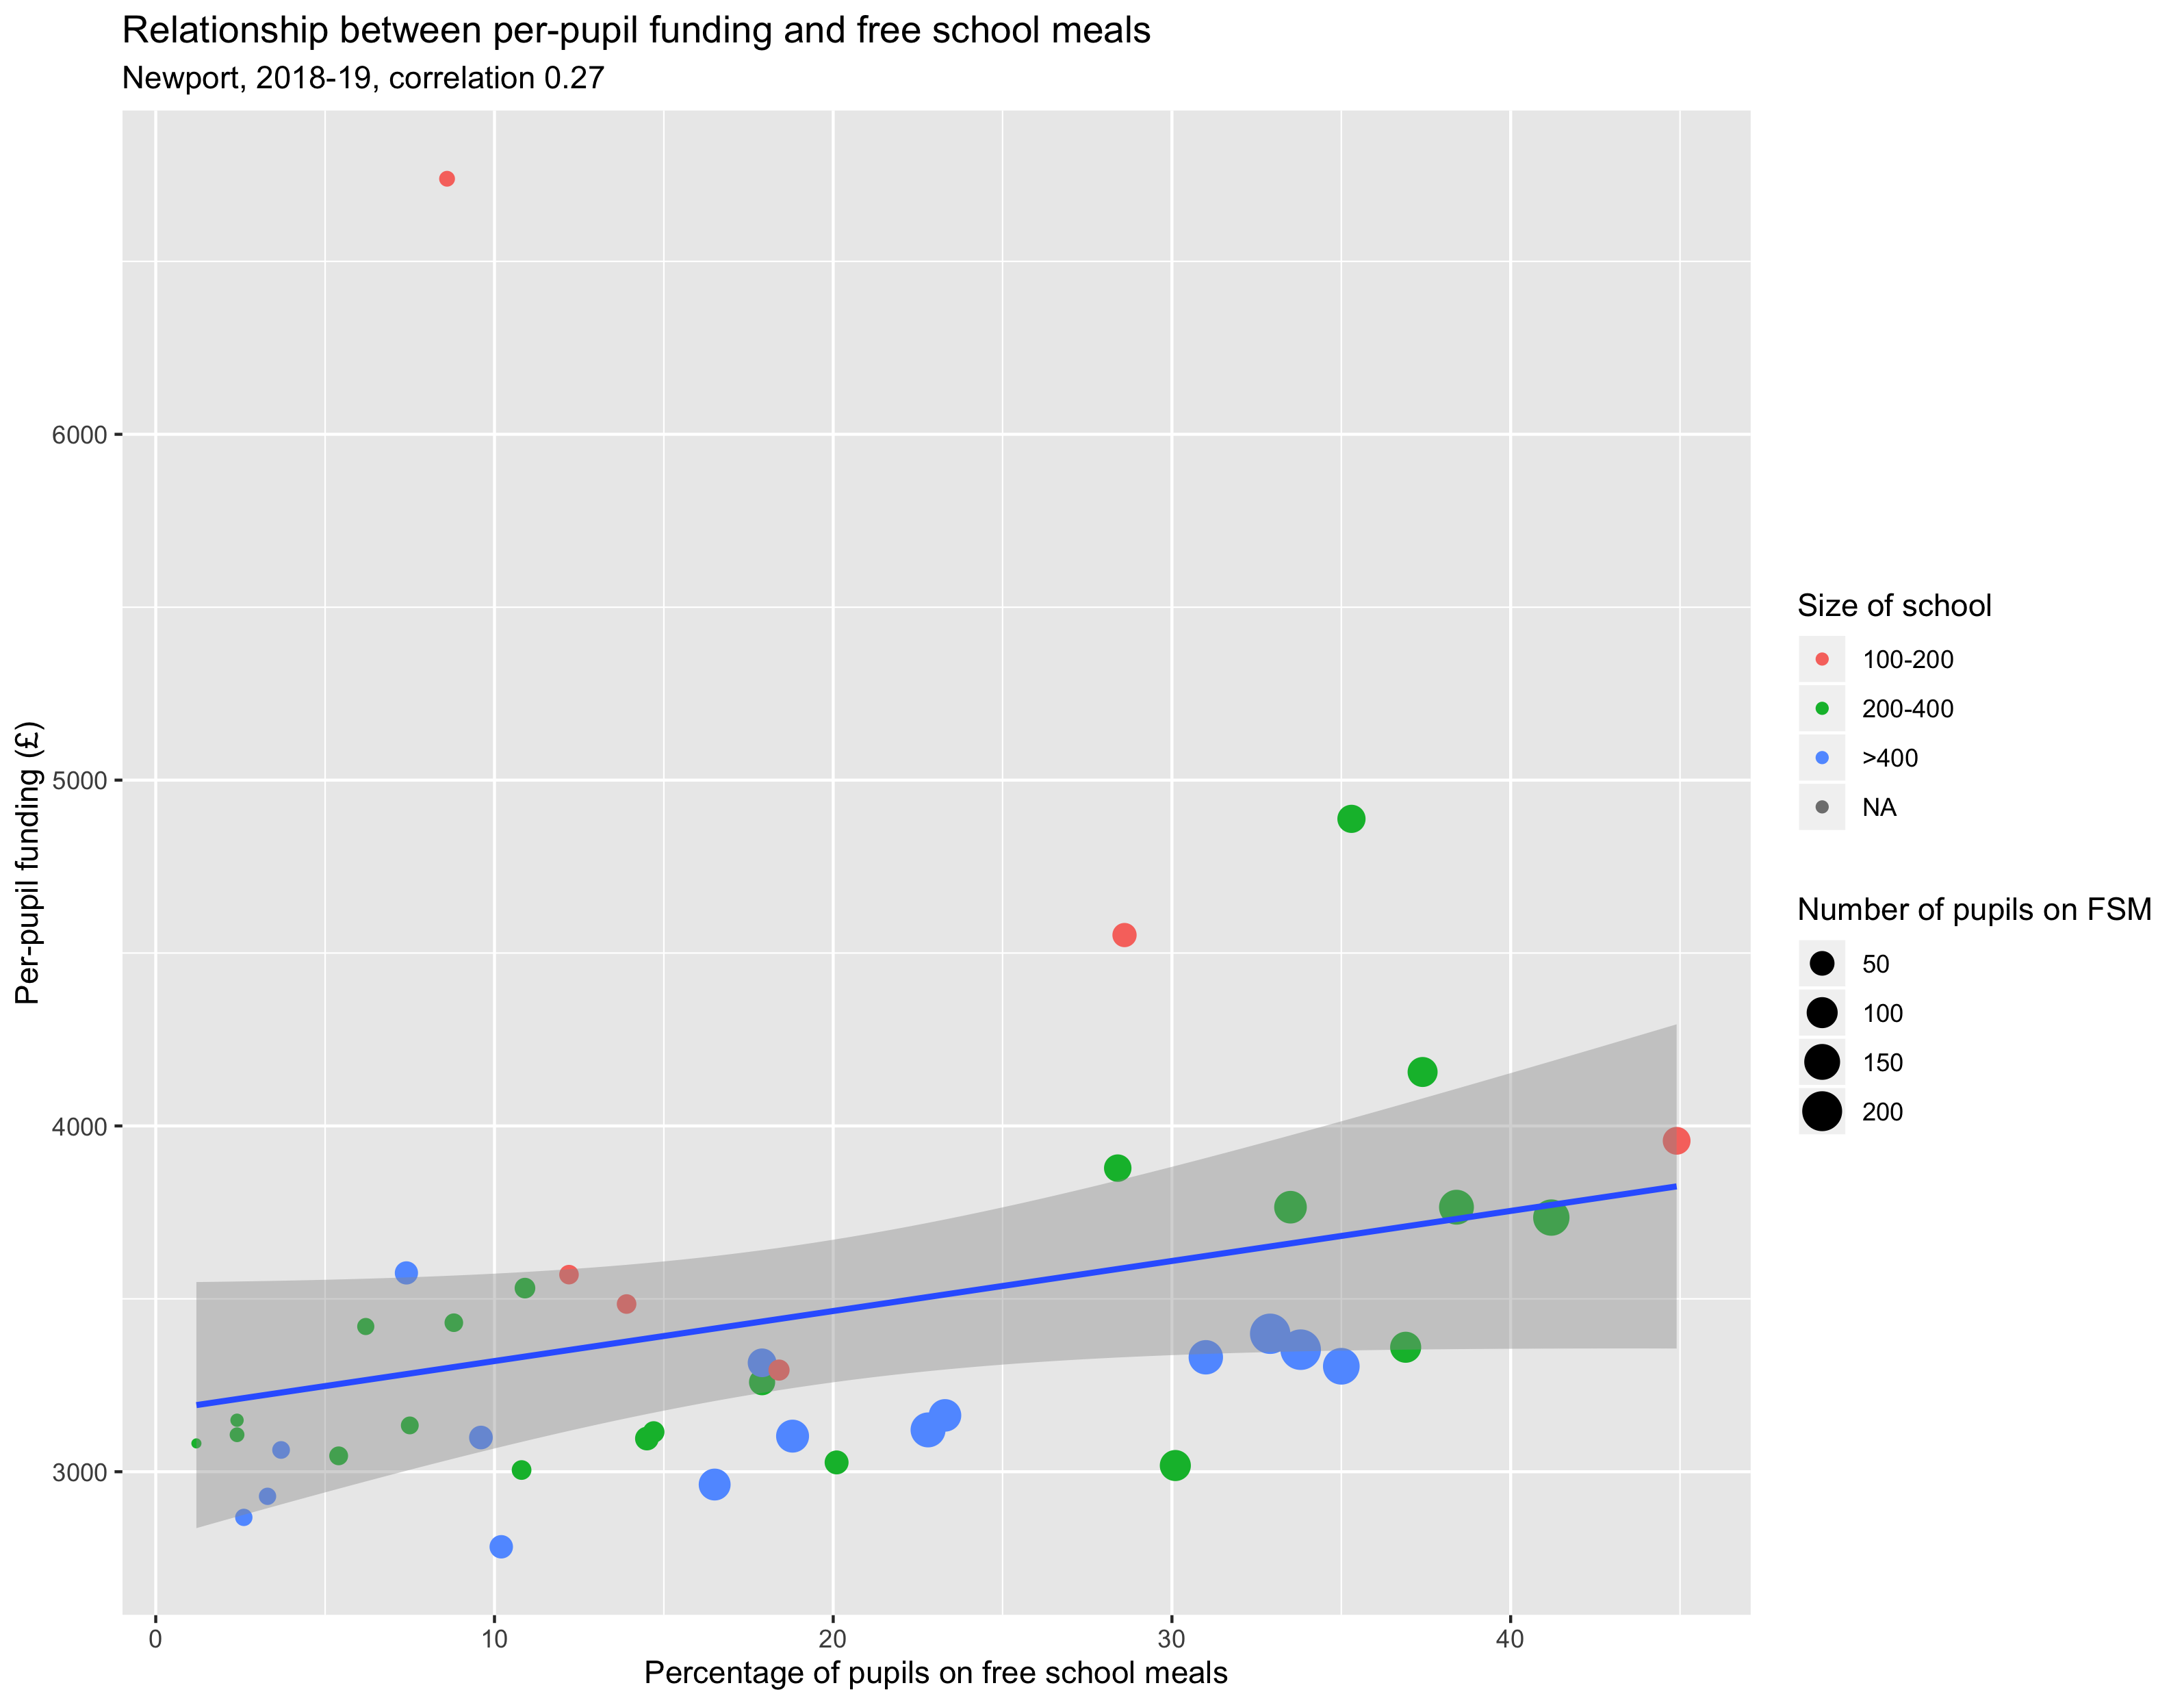 Relationship between per-pupil funding and free school meals
Newport, 2018-19, correlation 0.27
Per-pupil funding (£)
6000
5000
4000
3000
0
10
20
30
40
Percentage of pupils on free school meals
Size of school
100-200
200-400
>400
NA
Number of pupils on FSM
50
100
150
200